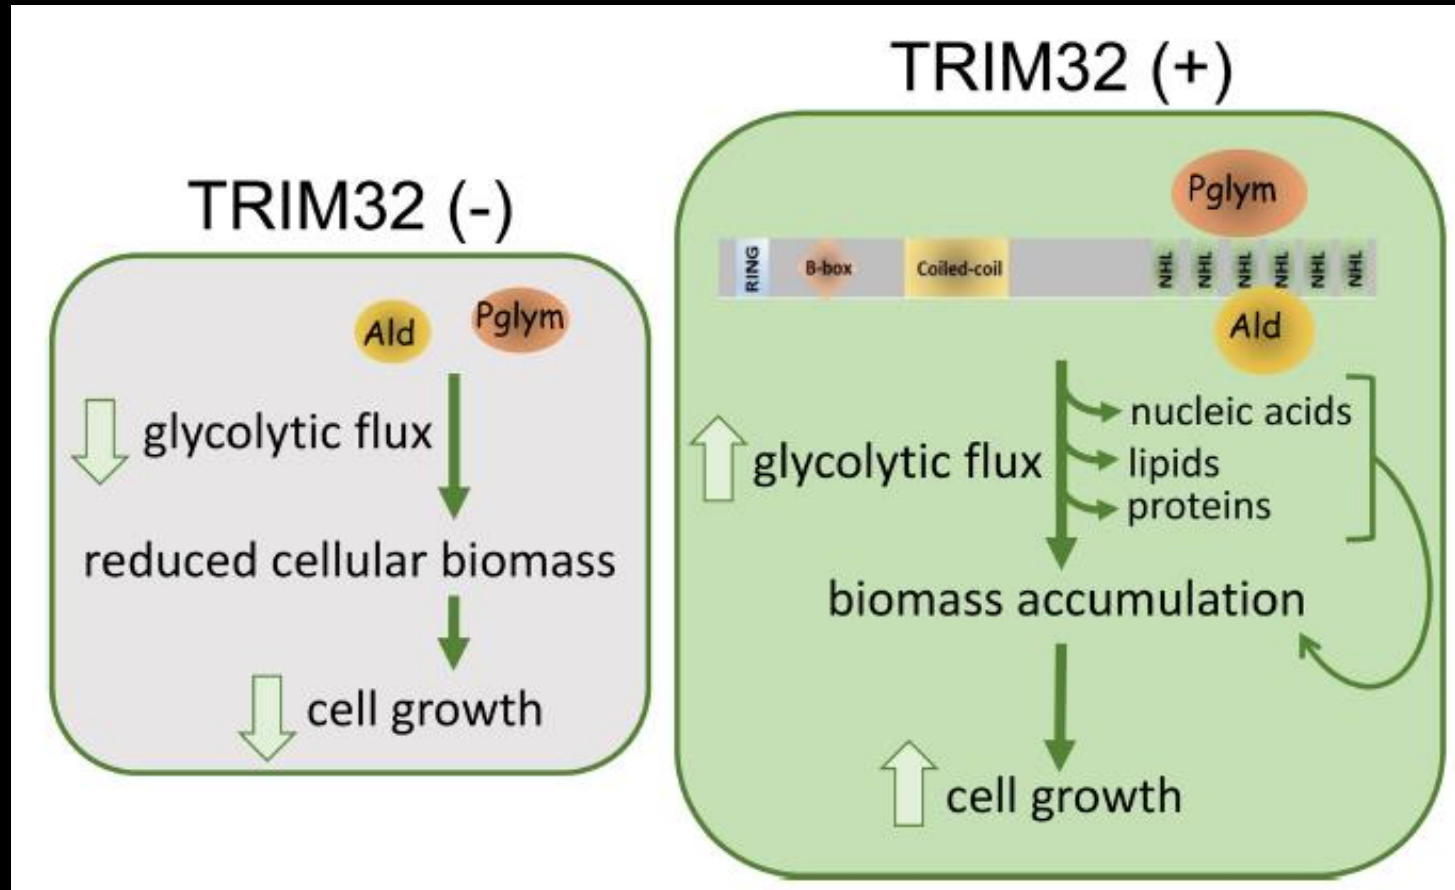 TRIM32 (-)
Ald
Pglym
glycolytic flux
reduced cellular biomass
cell growth
TRIM32 (+)
Pglym
RING
B-box
Coiled-coil
NHL
NHL
NHL
NHL
NHL
NHL
Ald
glycolytic flux
nucleic acids
lipids
proteins
biomass accumulation
cell growth